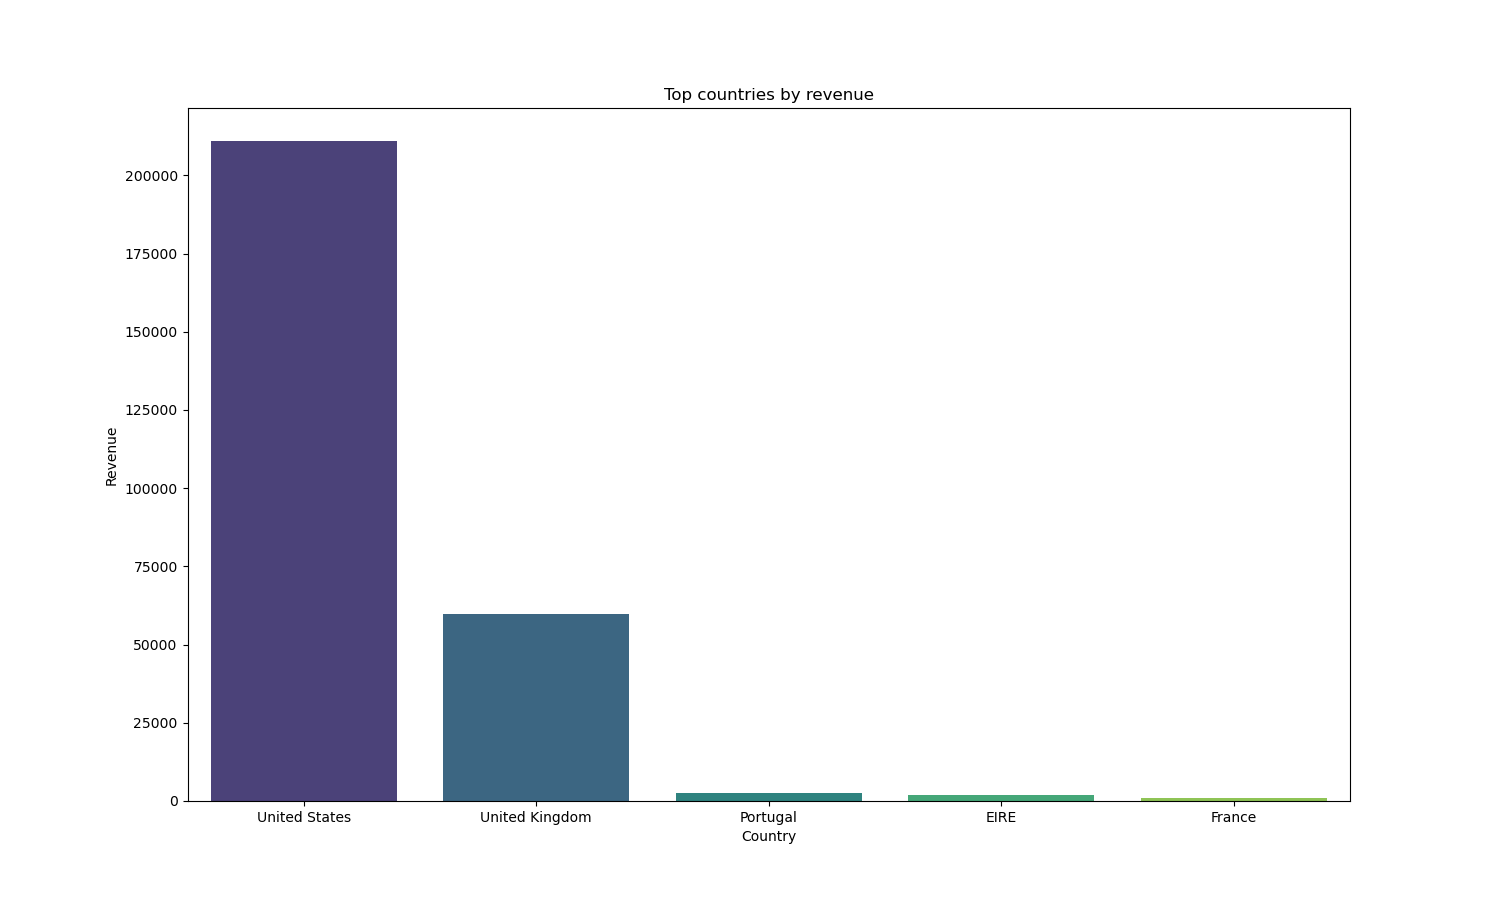 Top countries by revenue
200000
175000
150000
125000
100000
75000
50000
25000
0
Revenue
United States United Kingdom Portugal EIRE France
Country